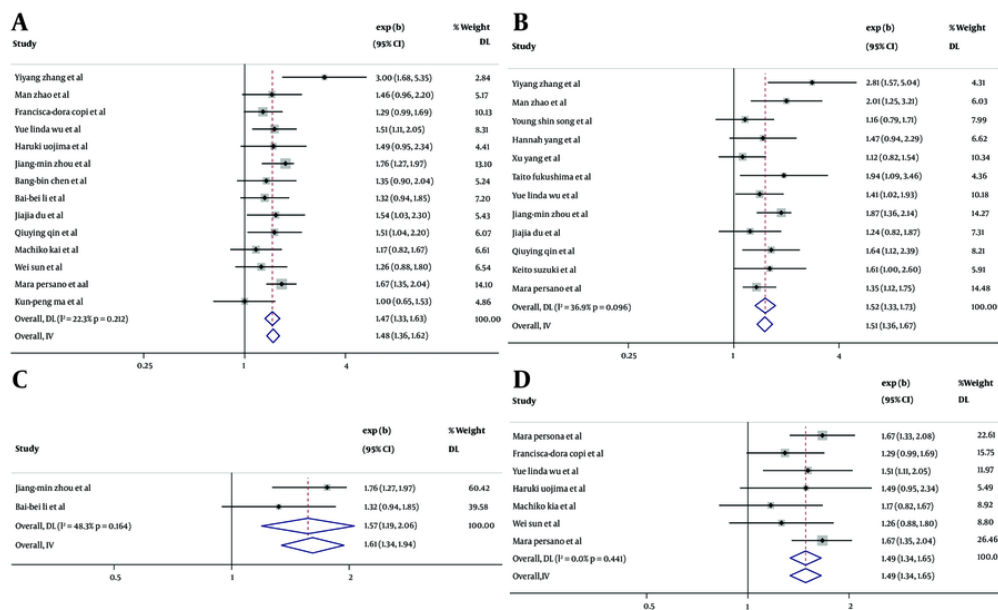 A
exp (b) % Weight
Study (95% CI) DL
Yiyang zhang et al 3.00 (1.68, 5.35) 2.84
Man zhao et al 1.46 (0.96, 2.20) 5.17
Francisca-dora copi et al 1.29 (0.99, 1.69) 10.13
Yue linda wu et al 1.51 (1.11, 2.05) 8.31
Haruki uojima et al 1.49 (0.95, 2.34) 4.41
Jiang-min zhou et al 1.76 (1.27, 1.97) 13.10
Bang-bin chen et al 1.35 (0.90, 2.04) 5.24
Bai-bei li et al 1.32 (0.94, 1.85) 7.20
Jiajia du et al 1.54 (1.03, 2.30) 5.43
Qiuying qin et al 1.51 (1.04, 2.20) 6.07
Machiko kai et al 1.17 (0.82, 1.67) 6.61
Wei sun et al 1.26 (0.88, 1.80) 6.54
Mara persano et aal 1.67 (1.35, 2.04) 14.10
Kun-peng ma et al 1.00 (0.65, 1.53) 4.86
Overall, DL (I² = 22.3% p = 0.212) 1.47 (1.33, 1.63) 100.00
Overall, IV 1.48 (1.36, 1.62)
0.25 1 4
B
exp (b) % Weight
Study (95% CI) DL
Yiyang zhang et al 2.81 (1.57, 5.04) 4.31
Man zhao et al 2.01 (1.25, 3.21) 6.03
Young shin song et al 1.16 (0.79, 1.71) 7.99
Hannah yang et al 1.47 (0.94, 2.29) 6.62
Xu yang et al 1.12 (0.82, 1.54) 10.34
Taito fukushima et al 1.94 (1.09, 3.46) 4.36
Yue linda wu et al 1.41 (1.02, 1.93) 10.18
Jiang-min zhou et al 1.87 (1.36, 2.14) 14.27
Jiajia du et al 1.24 (0.82, 1.87) 7.31
Qiuying qin et al 1.64 (1.12, 2.39) 8.21
Keito suzuki et al 1.61 (1.00, 2.60) 5.91
Mara persano et al 1.35 (1.12, 1.75) 14.48
Overall, DL (I² = 36.9% p = 0.096) 1.52 (1.33, 1.73) 100.00
Overall, IV 1.51 (1.36, 1.67)
0.25 1 4
C
exp (b) % Weight
Study (95% CI) DL
Jiang-min zhou et al 1.76 (1.27, 1.97) 60.42
Bai-bei li et al 1.32 (0.94, 1.85) 39.58
Overall, DL (I² = 48.3% p = 0.164) 1.57 (1.19, 2.06) 100.00
Overall, IV 1.61 (1.34, 1.94)
0.5 1 2
D
exp (b) %Weight
Study (95% CI) DL
Mara persona et al 1.67 (1.33, 2.08) 22.61
Francisca-dora copi et al 1.29 (0.99, 1.69) 15.75
Yue linda wu et al 1.51 (1.11, 2.05) 11.97
Haruki uojima et al 1.49 (0.95, 2.34) 5.49
Machiko kia et al 1.17 (0.82, 1.67) 8.92
Wei sun et al 1.26 (0.88, 1.80) 8.80
Mara persano et al 1.67 (1.35, 2.04) 26.46
Overall, DL (I² = 0.0% p = 0.441) 1.49 (1.34, 1.65) 100.0
Overall,IV 1.49 (1.34, 1.65)
0.5 1 2